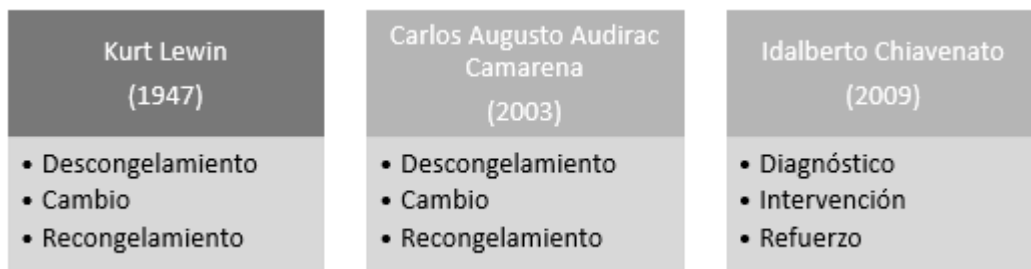 Kurt Lewin
(1947)
• Descongelamiento
• Cambio
• Recongelamiento
Carlos Augusto Audirac
Camarena
(2003)
• Descongelamiento
• Cambio
• Recongelamiento
Idalberto Chiavenato
(2009)
• Diagnóstico
• Intervención
• Refuerzo